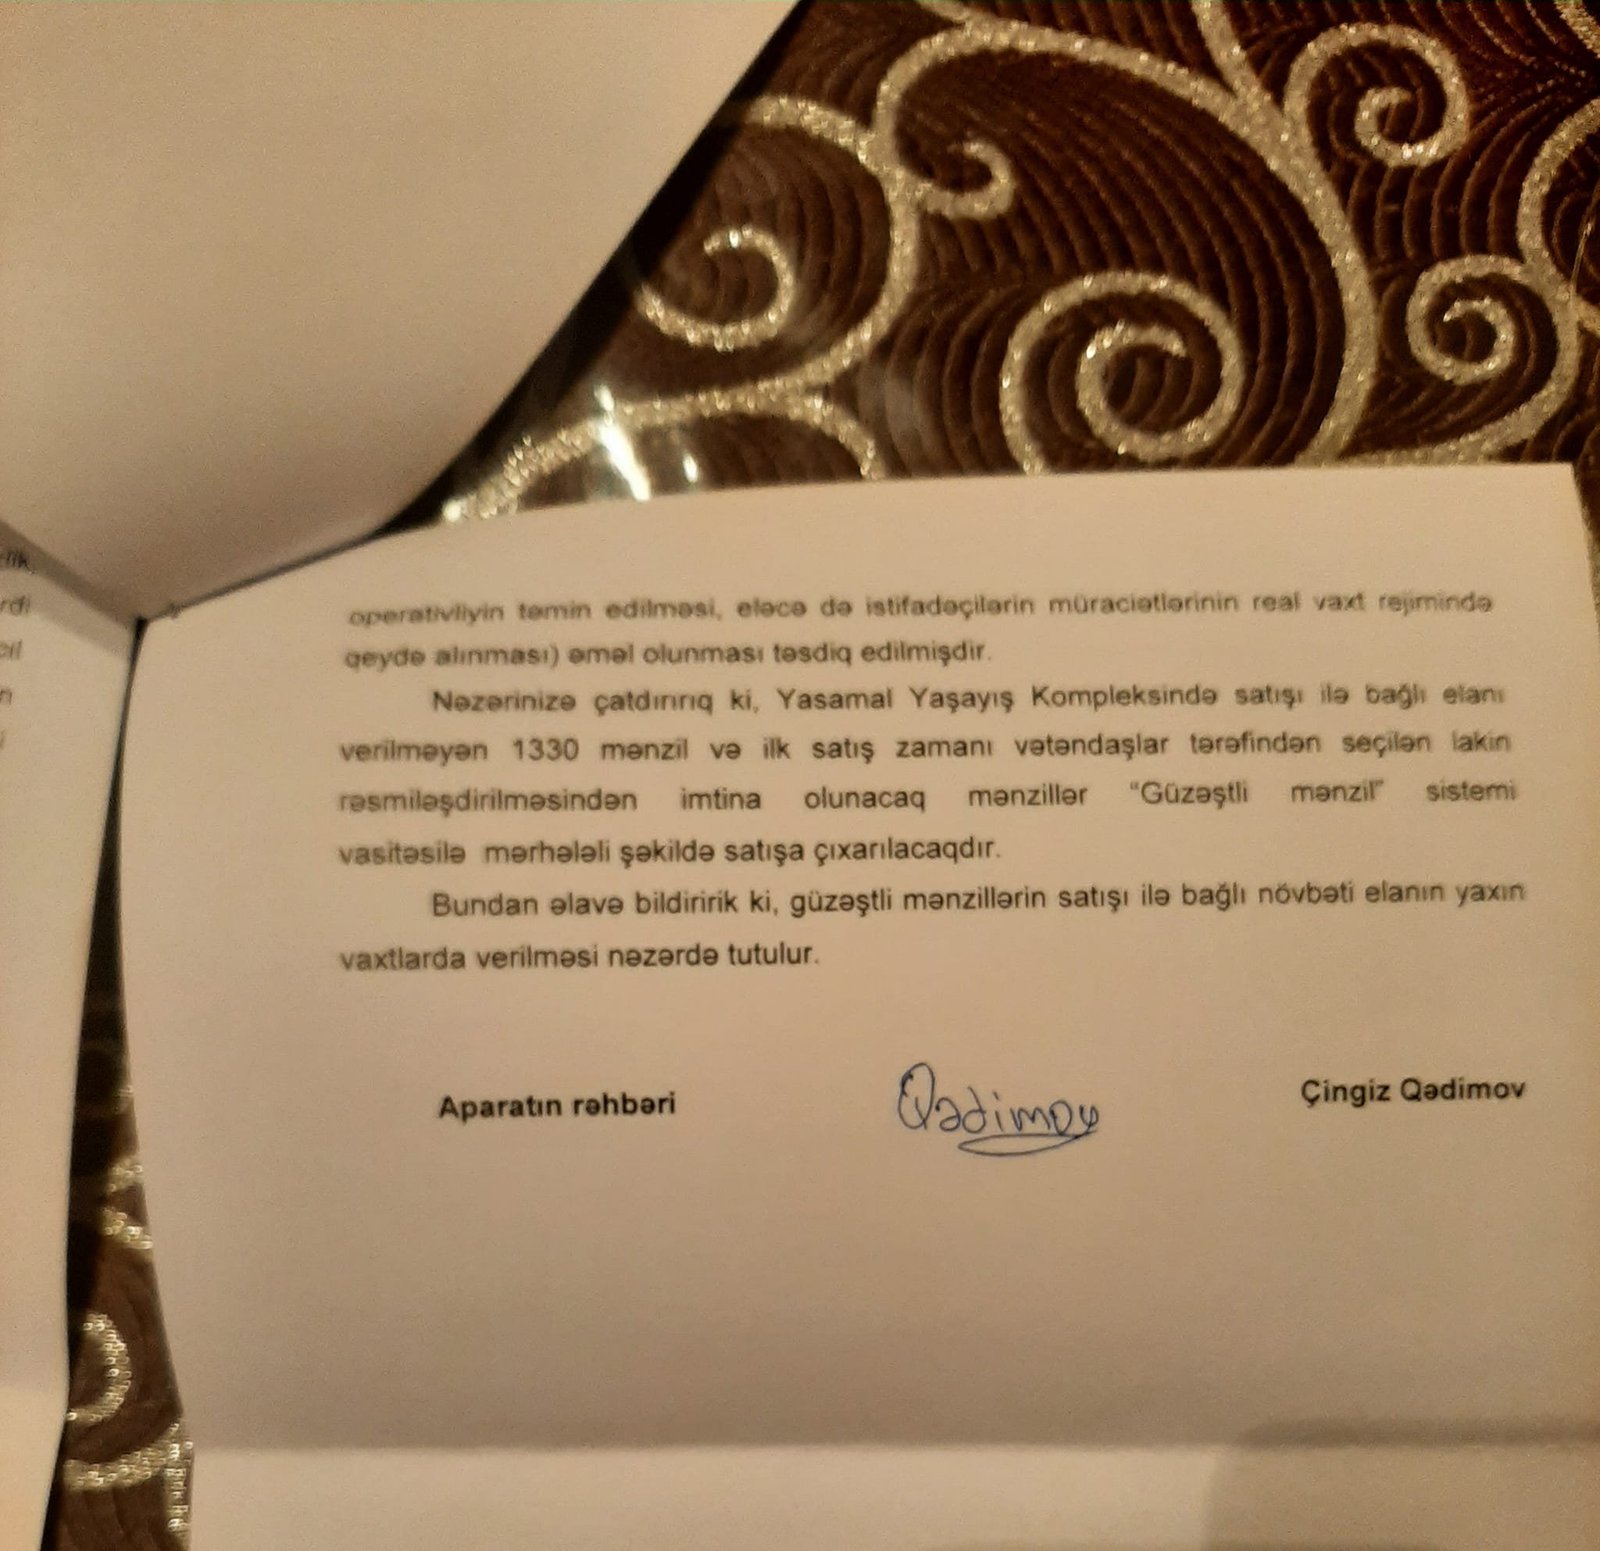 operativliyin təmin edilməsi, eləcə də istifadəçilərin müraciətlərinin real vaxt rejimində
qeydə alınması) əməl olunması təsdiq edilmişdir.
Nəzərinizə çatdırırıq ki, Yasamal Yaşayış Kompleksində satışı ilə bağlı elanı
verilməyən 1330 mənzil və ilk satış zamanı vətəndaşlar tərəfindən seçilən lakin
rəsmiləşdirilməsindən imtina olunacaq mənzillər "Güzəştli mənzil" sistemi
vasitəsilə mərhələli şəkildə satışa çıxarılacaqdır.
Bundan əlavə bildiririk ki, güzəştli mənzillərin satışı ilə bağlı növbəti elanın yaxın
vaxtlarda verilməsi nəzərdə tutulur.
Aparatın rəhbəri Qədimov Çingiz Qədimov